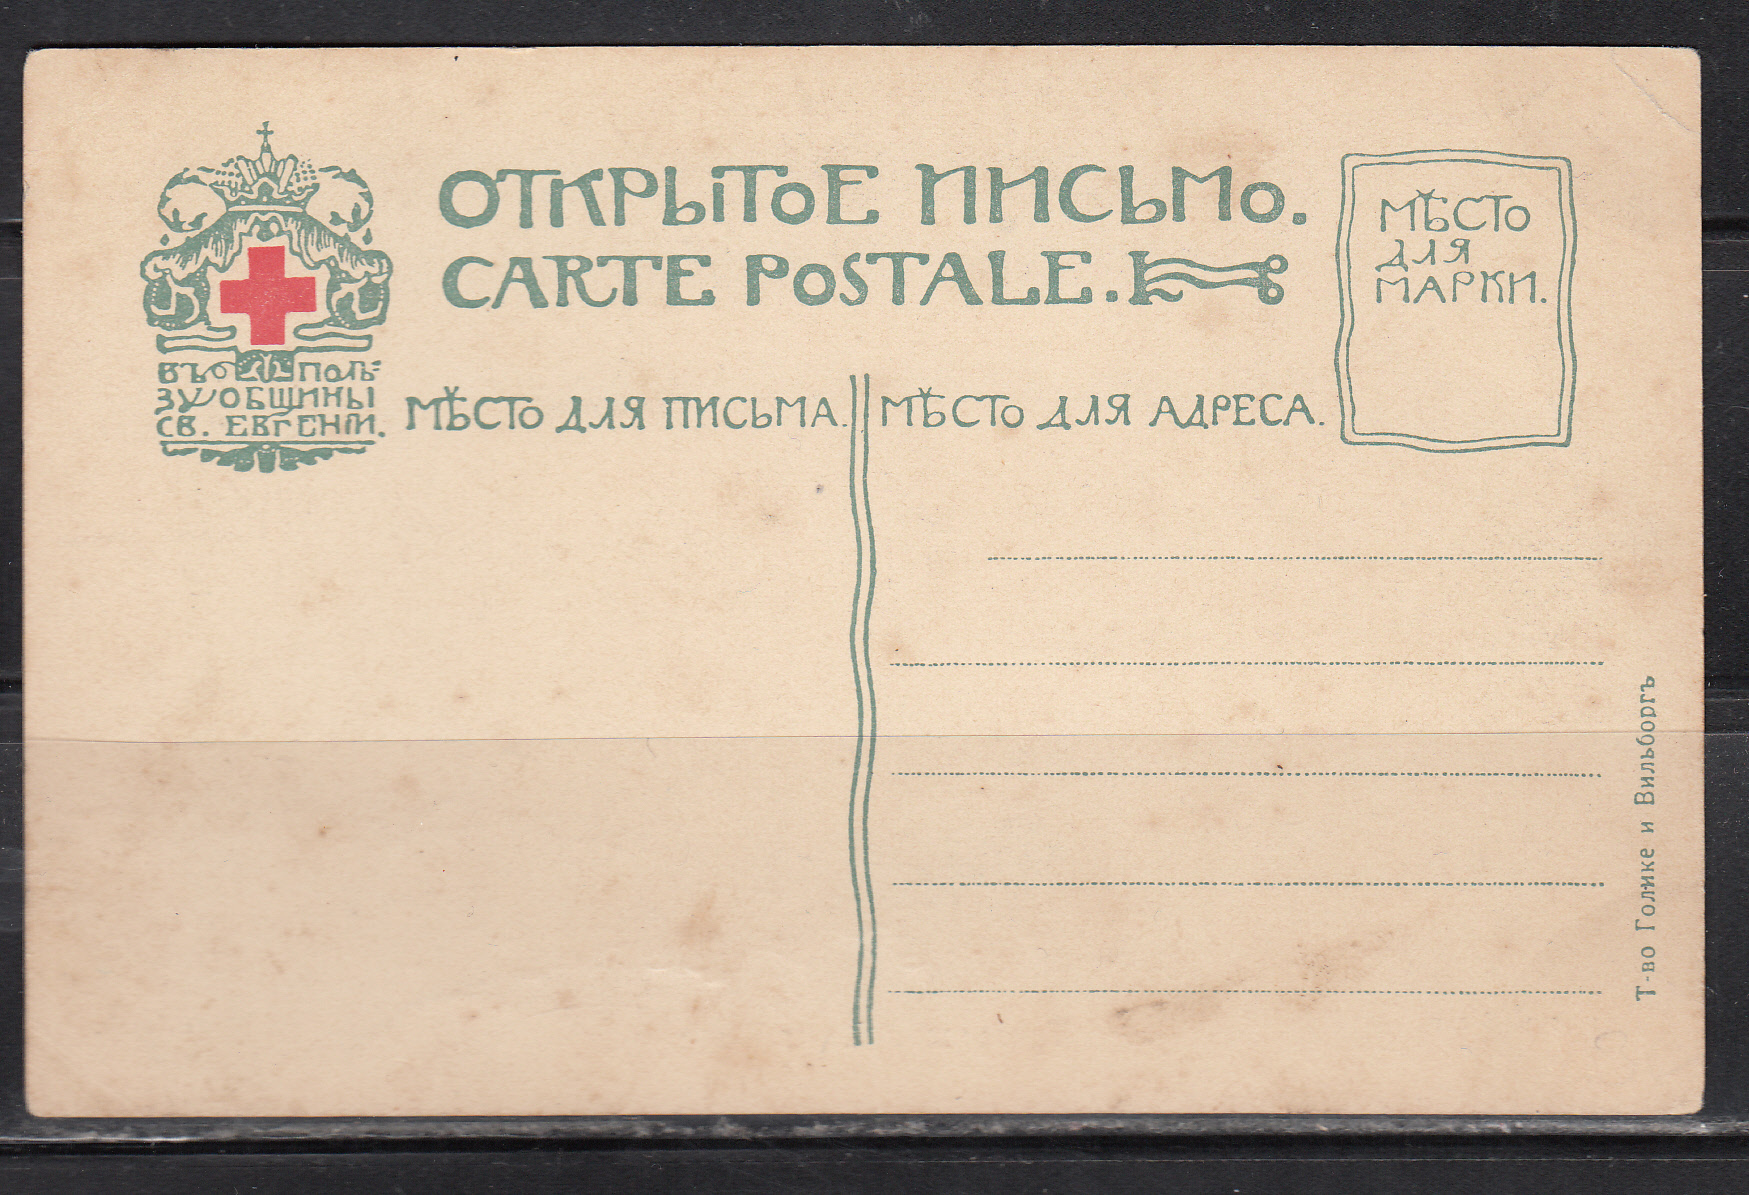 ОТКРЫТОЕ ПИСЬМО.
CARTE POSTALE.
МѢСТО
ДЛЯ
МАРКИ.
ВЪ ПОЛЬ=
ЗУ ОБЩИНЫ
СВ. ЕВГЕНІИ.
МѢСТО ДЛЯ ПИСЬМА.
МѢСТО ДЛЯ АДРЕСА.
Т-во Голике и Вильборгъ